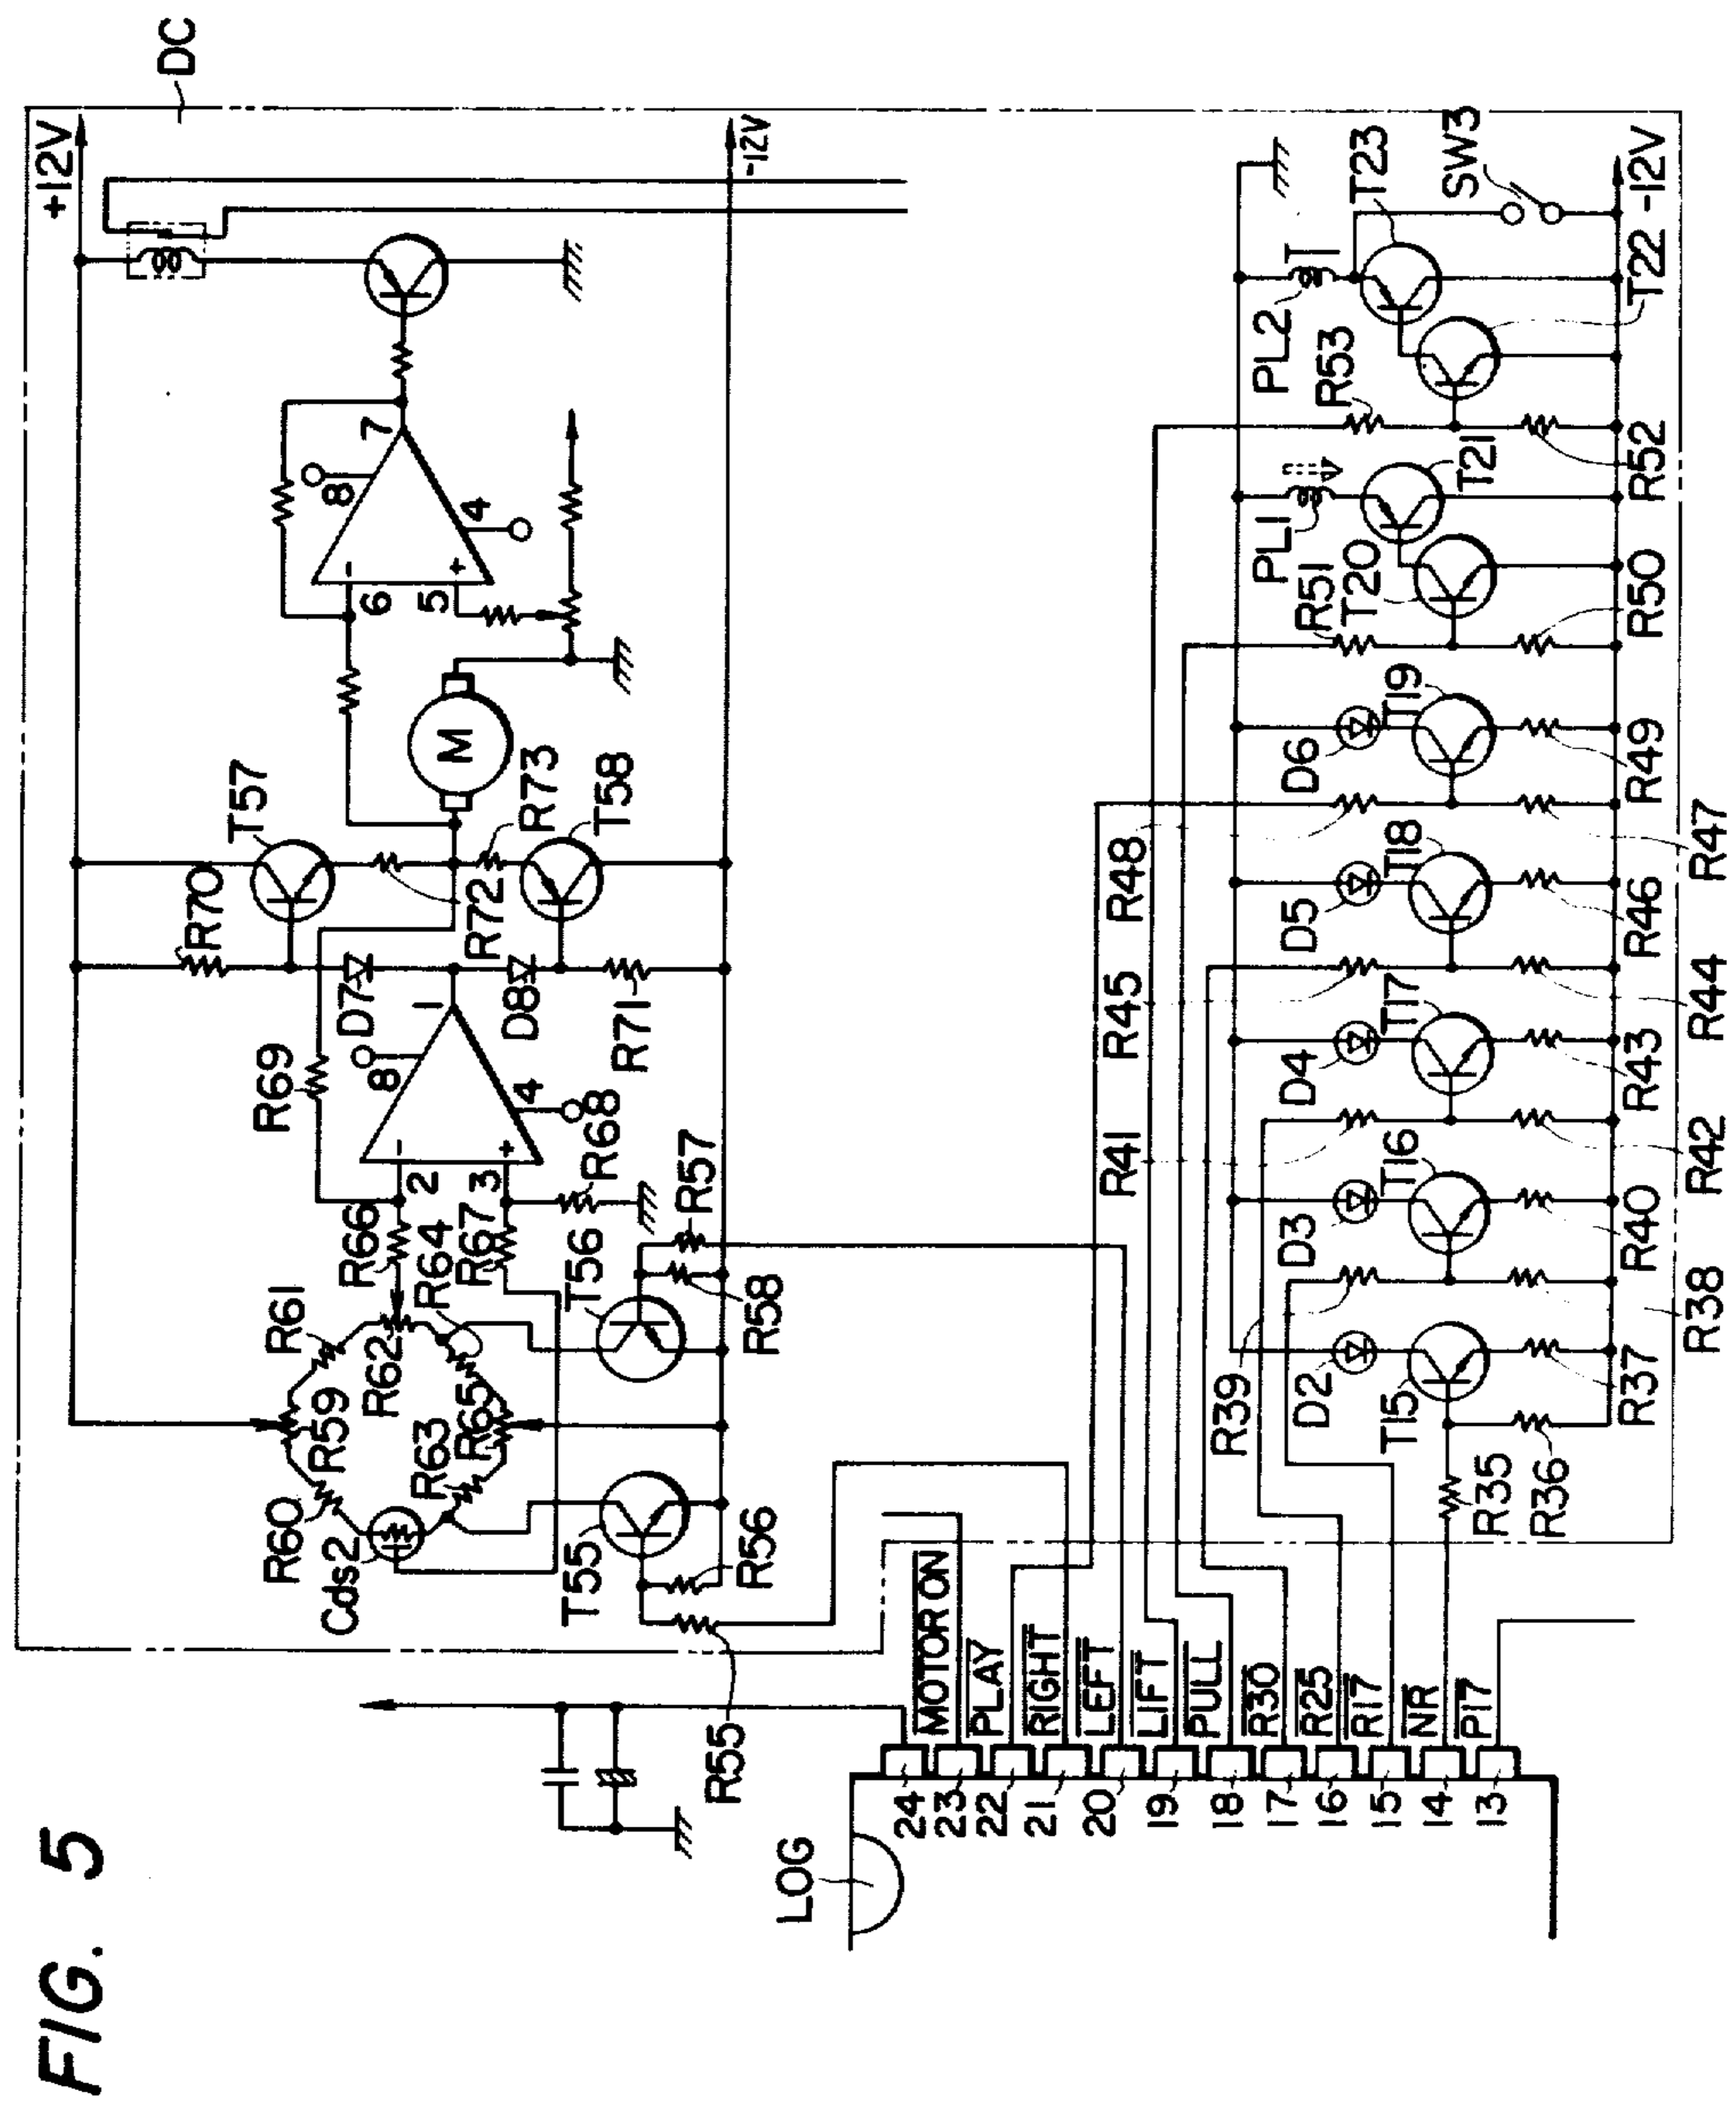 FIG. 5
DC
+12V
-12V
R70
T57
D7
R69
8
1
D8
R71
R72
R73
T58
M
6
5
-
+
8
7
4
2
3
-
+
4
R68
R66
R64
R67
R61
R62
R59
R60
R63
R65
Cds2
T56
R57
R58
T55
R56
R55
LOG
24
23 MOTOR ON
22 PLAY
21 RIGHT
20 LEFT
19 LIFT
18 PULL
17 R30
16 R25
15 R17
14 NR
13 P17
R48
R45
R41
R39
PL2
R53
T23
SW3
PL1
R51
T20
T21
T22
-12V
D6
T19
D5
T18
D4
T17
D3
T16
D2
T15
R35
R36
R37
R38
R40
R42
R43
R44
R46
R47
R49
R50
R52